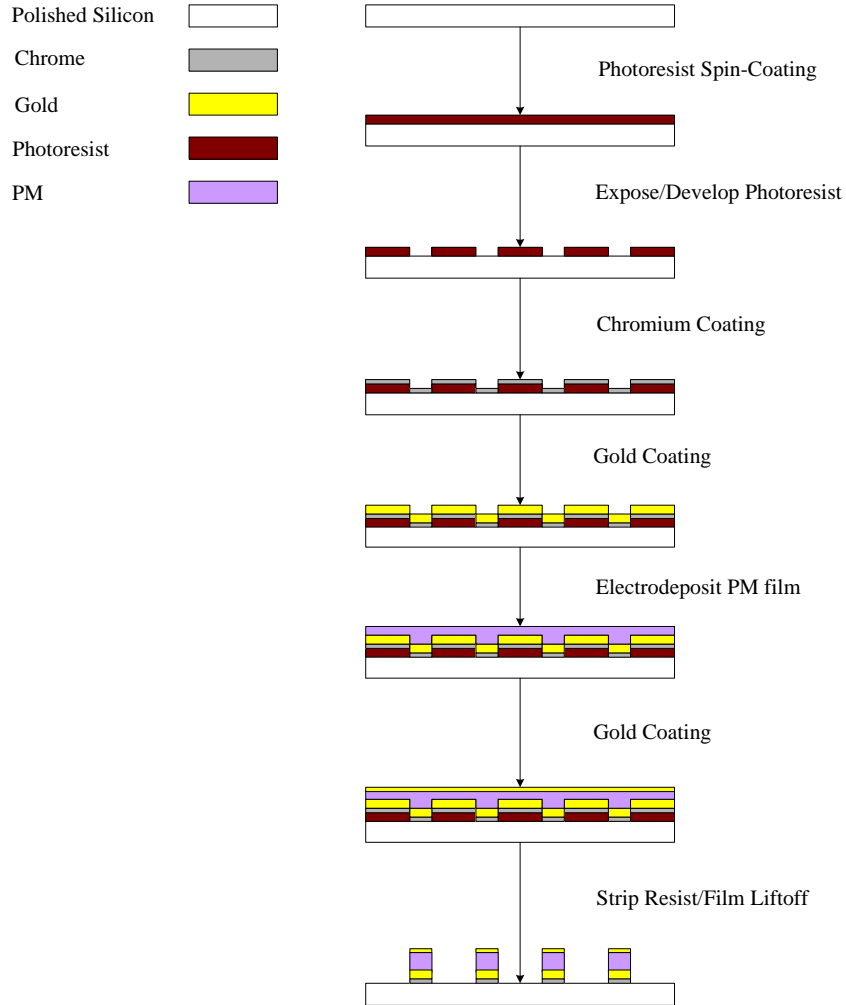 Polished Silicon
Chrome
Gold
Photoresist
PM
Photoresist Spin-Coating
Expose/Develop Photoresist
Chromium Coating
Gold Coating
Electrodeposit PM film
Gold Coating
Strip Resist/Film Liftoff